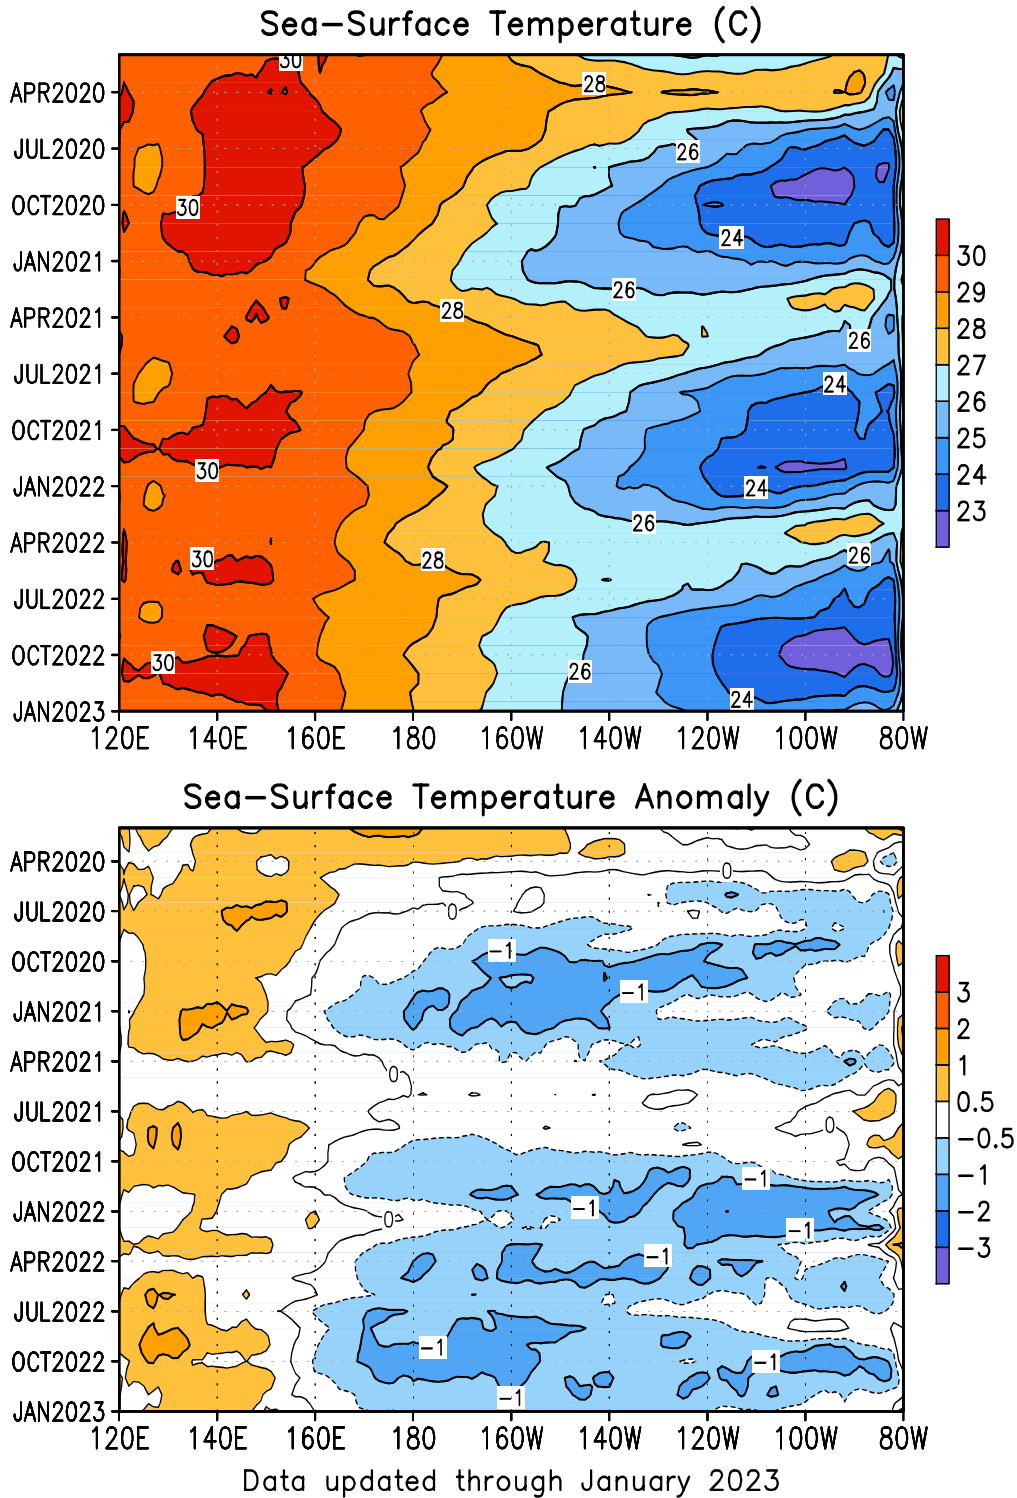 Sea-Surface Temperature (C)
APR2020
JUL2020
OCT2020
JAN2021
APR2021
JUL2021
OCT2021
JAN2022
APR2022
JUL2022
OCT2022
JAN2023
30
28
26
30
24
26
28
26
24
30
24
26
30
28
26
30
26
24
120E 140E 160E 180 160W 140W 120W 100W 80W
30
29
28
27
26
25
24
23
Sea-Surface Temperature Anomaly (C)
APR2020
JUL2020
OCT2020
JAN2021
APR2021
JUL2021
OCT2021
JAN2022
APR2022
JUL2022
OCT2022
JAN2023
0
0
-1
-1
0
0
-1
-1
0
-1
-1
-1
-1
-1
120E 140E 160E 180 160W 140W 120W 100W 80W
3
2
1
0.5
-0.5
-1
-2
-3
Data updated through January 2023